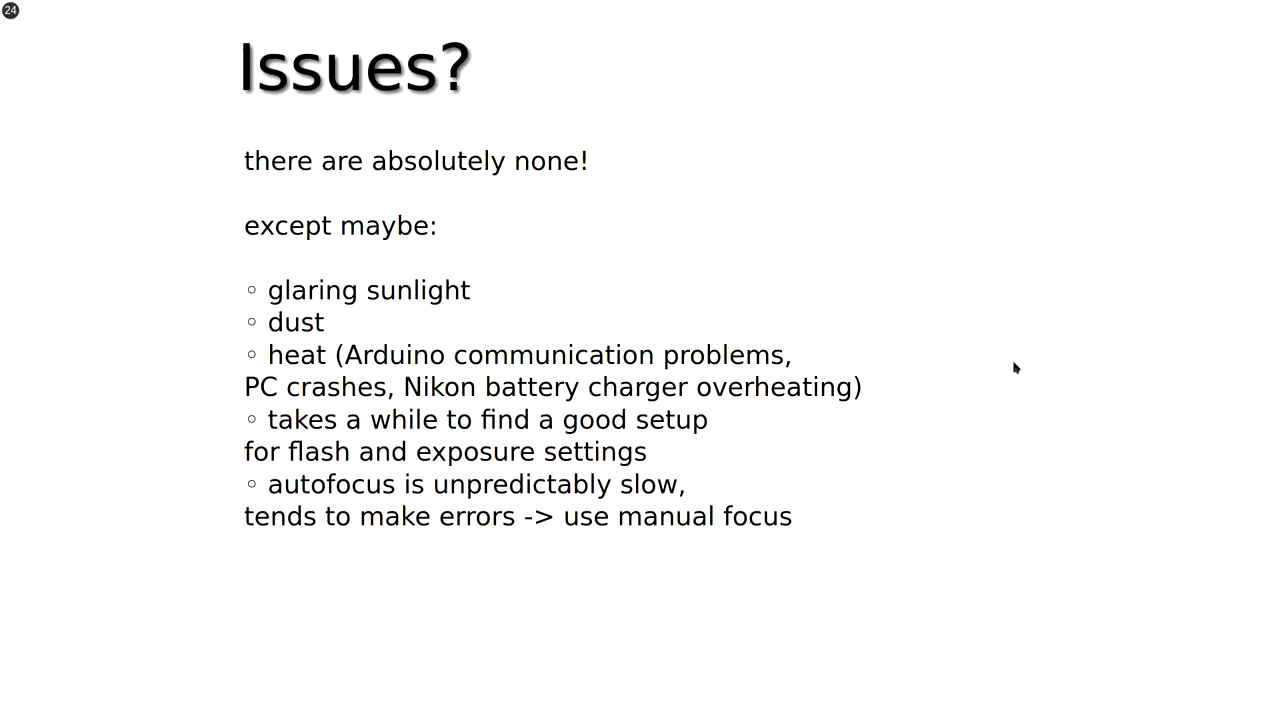 24
Issues?
there are absolutely none!
except maybe:
◦ glaring sunlight
◦ dust
◦ heat (Arduino communication problems,
PC crashes, Nikon battery charger overheating)
◦ takes a while to find a good setup
for flash and exposure settings
◦ autofocus is unpredictably slow,
tends to make errors -> use manual focus